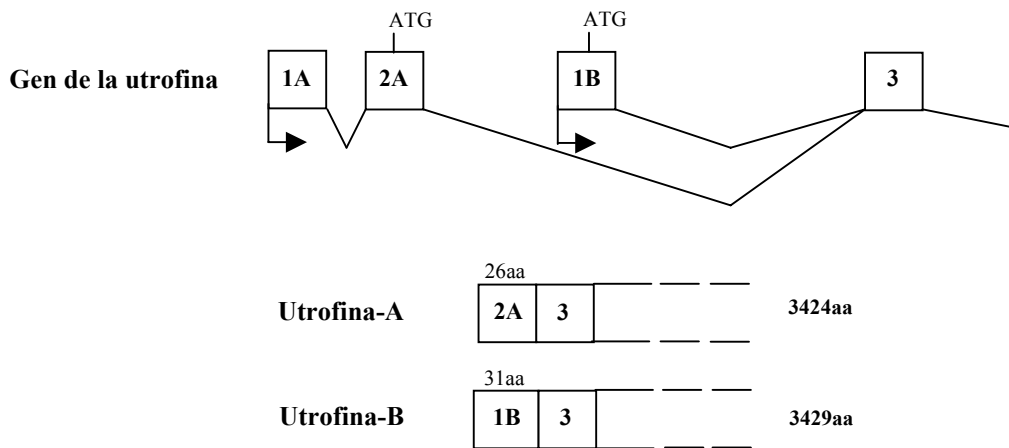 ATG ATG
Gen de la utrofina 1A 2A 1B 3
26aa
Utrofina-A 2A 3 3424aa
31aa
Utrofina-B 1B 3 3429aa